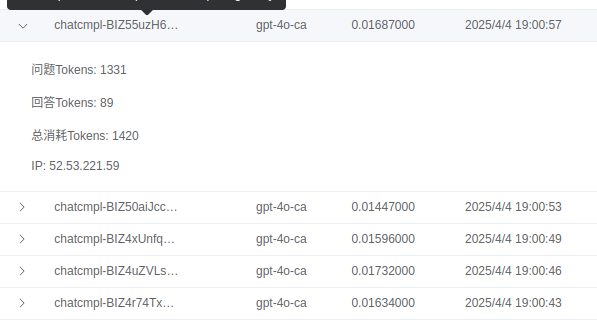 chatcmpl-BIZ55uzH6… gpt-4o-ca 0.01687000 2025/4/4 19:00:57
问题Tokens: 1331
回答Tokens: 89
总消耗Tokens: 1420
IP: 52.53.221.59
chatcmpl-BIZ50aiJcc… gpt-4o-ca 0.01447000 2025/4/4 19:00:53
chatcmpl-BIZ4xUnfq… gpt-4o-ca 0.01596000 2025/4/4 19:00:49
chatcmpl-BIZ4uZVLs… gpt-4o-ca 0.01732000 2025/4/4 19:00:46
chatcmpl-BIZ4r74Tx… gpt-4o-ca 0.01634000 2025/4/4 19:00:43